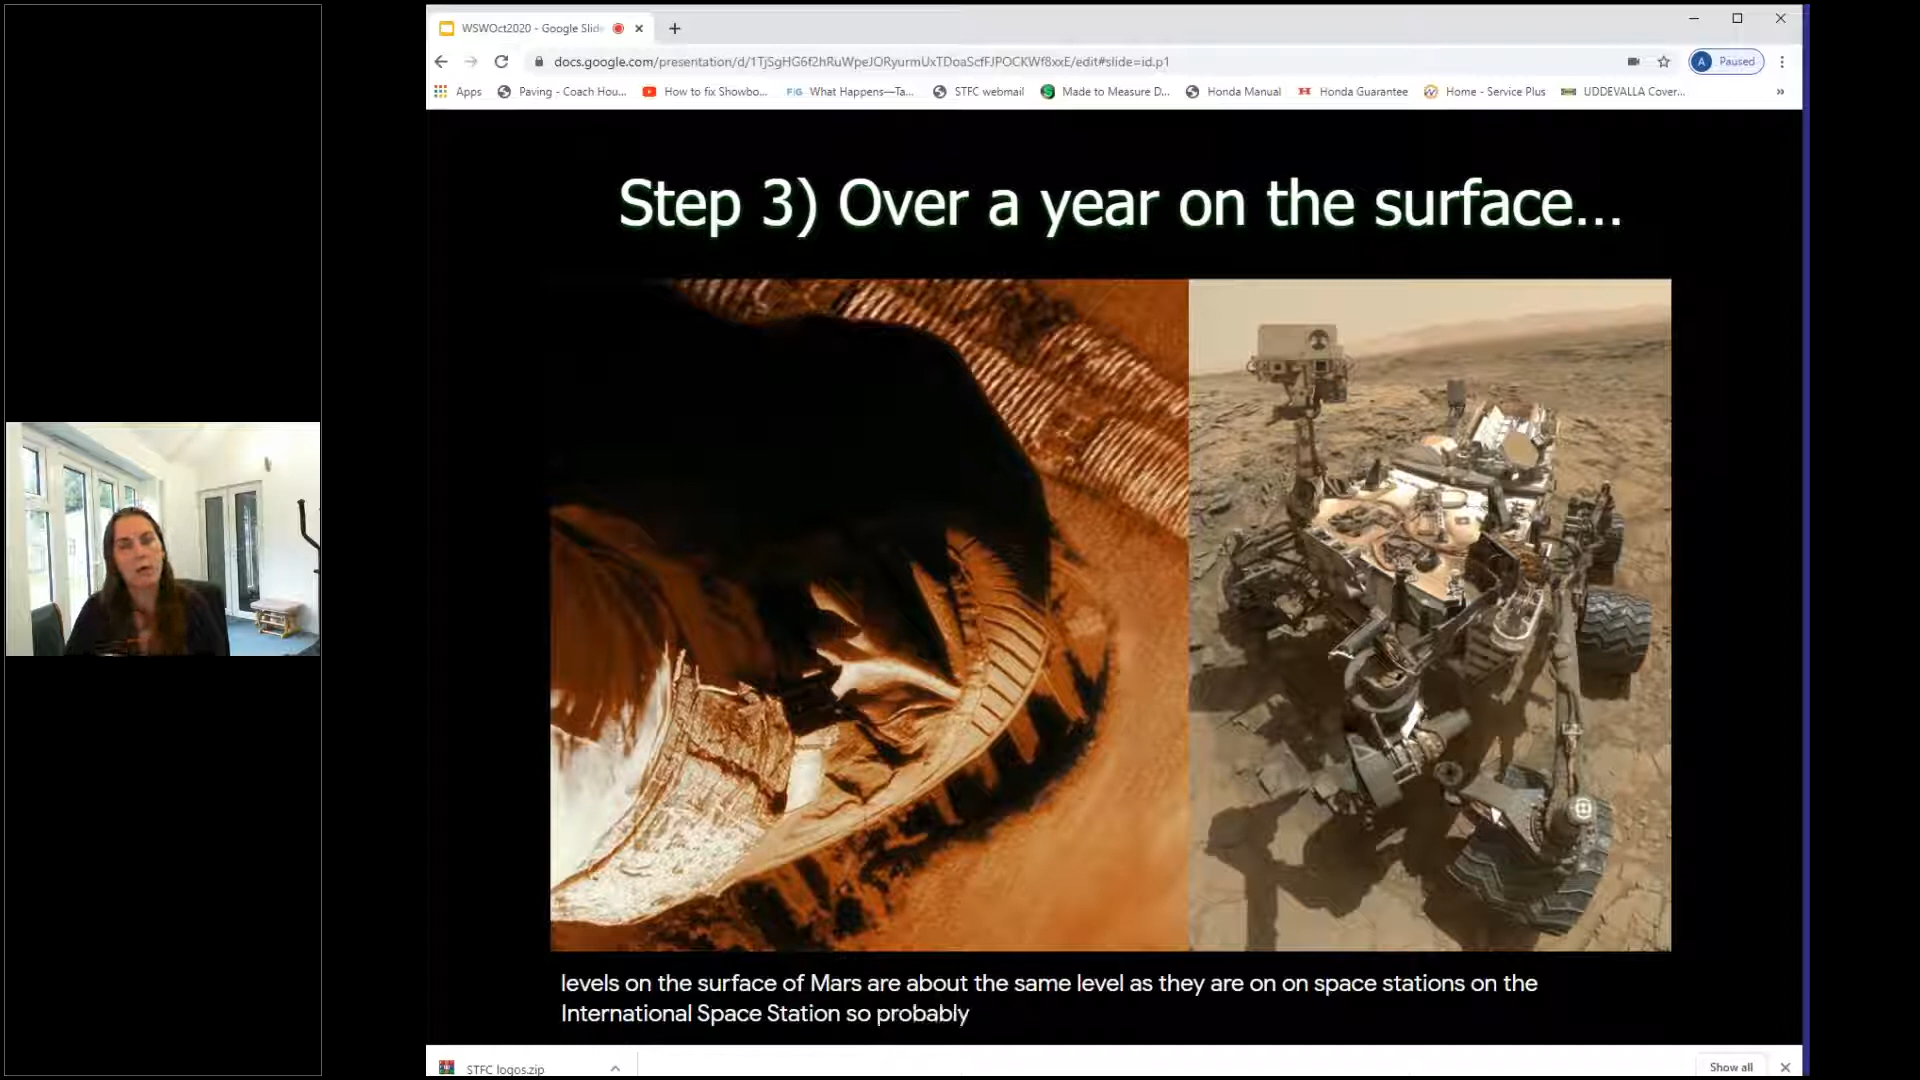 WSWOct2020 - Google Slid
docs.google.com/presentation/d/1TjSgHG6f2hRuWpeJORyurmUxTDoaScfFJPOCKWf8xxE/edit#slide=id.p1
A Paused
Apps Paving - Coach Hou... How to fix Showbo... FIG What Happens—Ta... STFC webmail Made to Measure D... Honda Manual Honda Guarantee Home - Service Plus UDDEVALLA Cover... »
Step 3) Over a year on the surface...
levels on the surface of Mars are about the same level as they are on on space stations on the
International Space Station so probably
STFC logos.zip
Show all